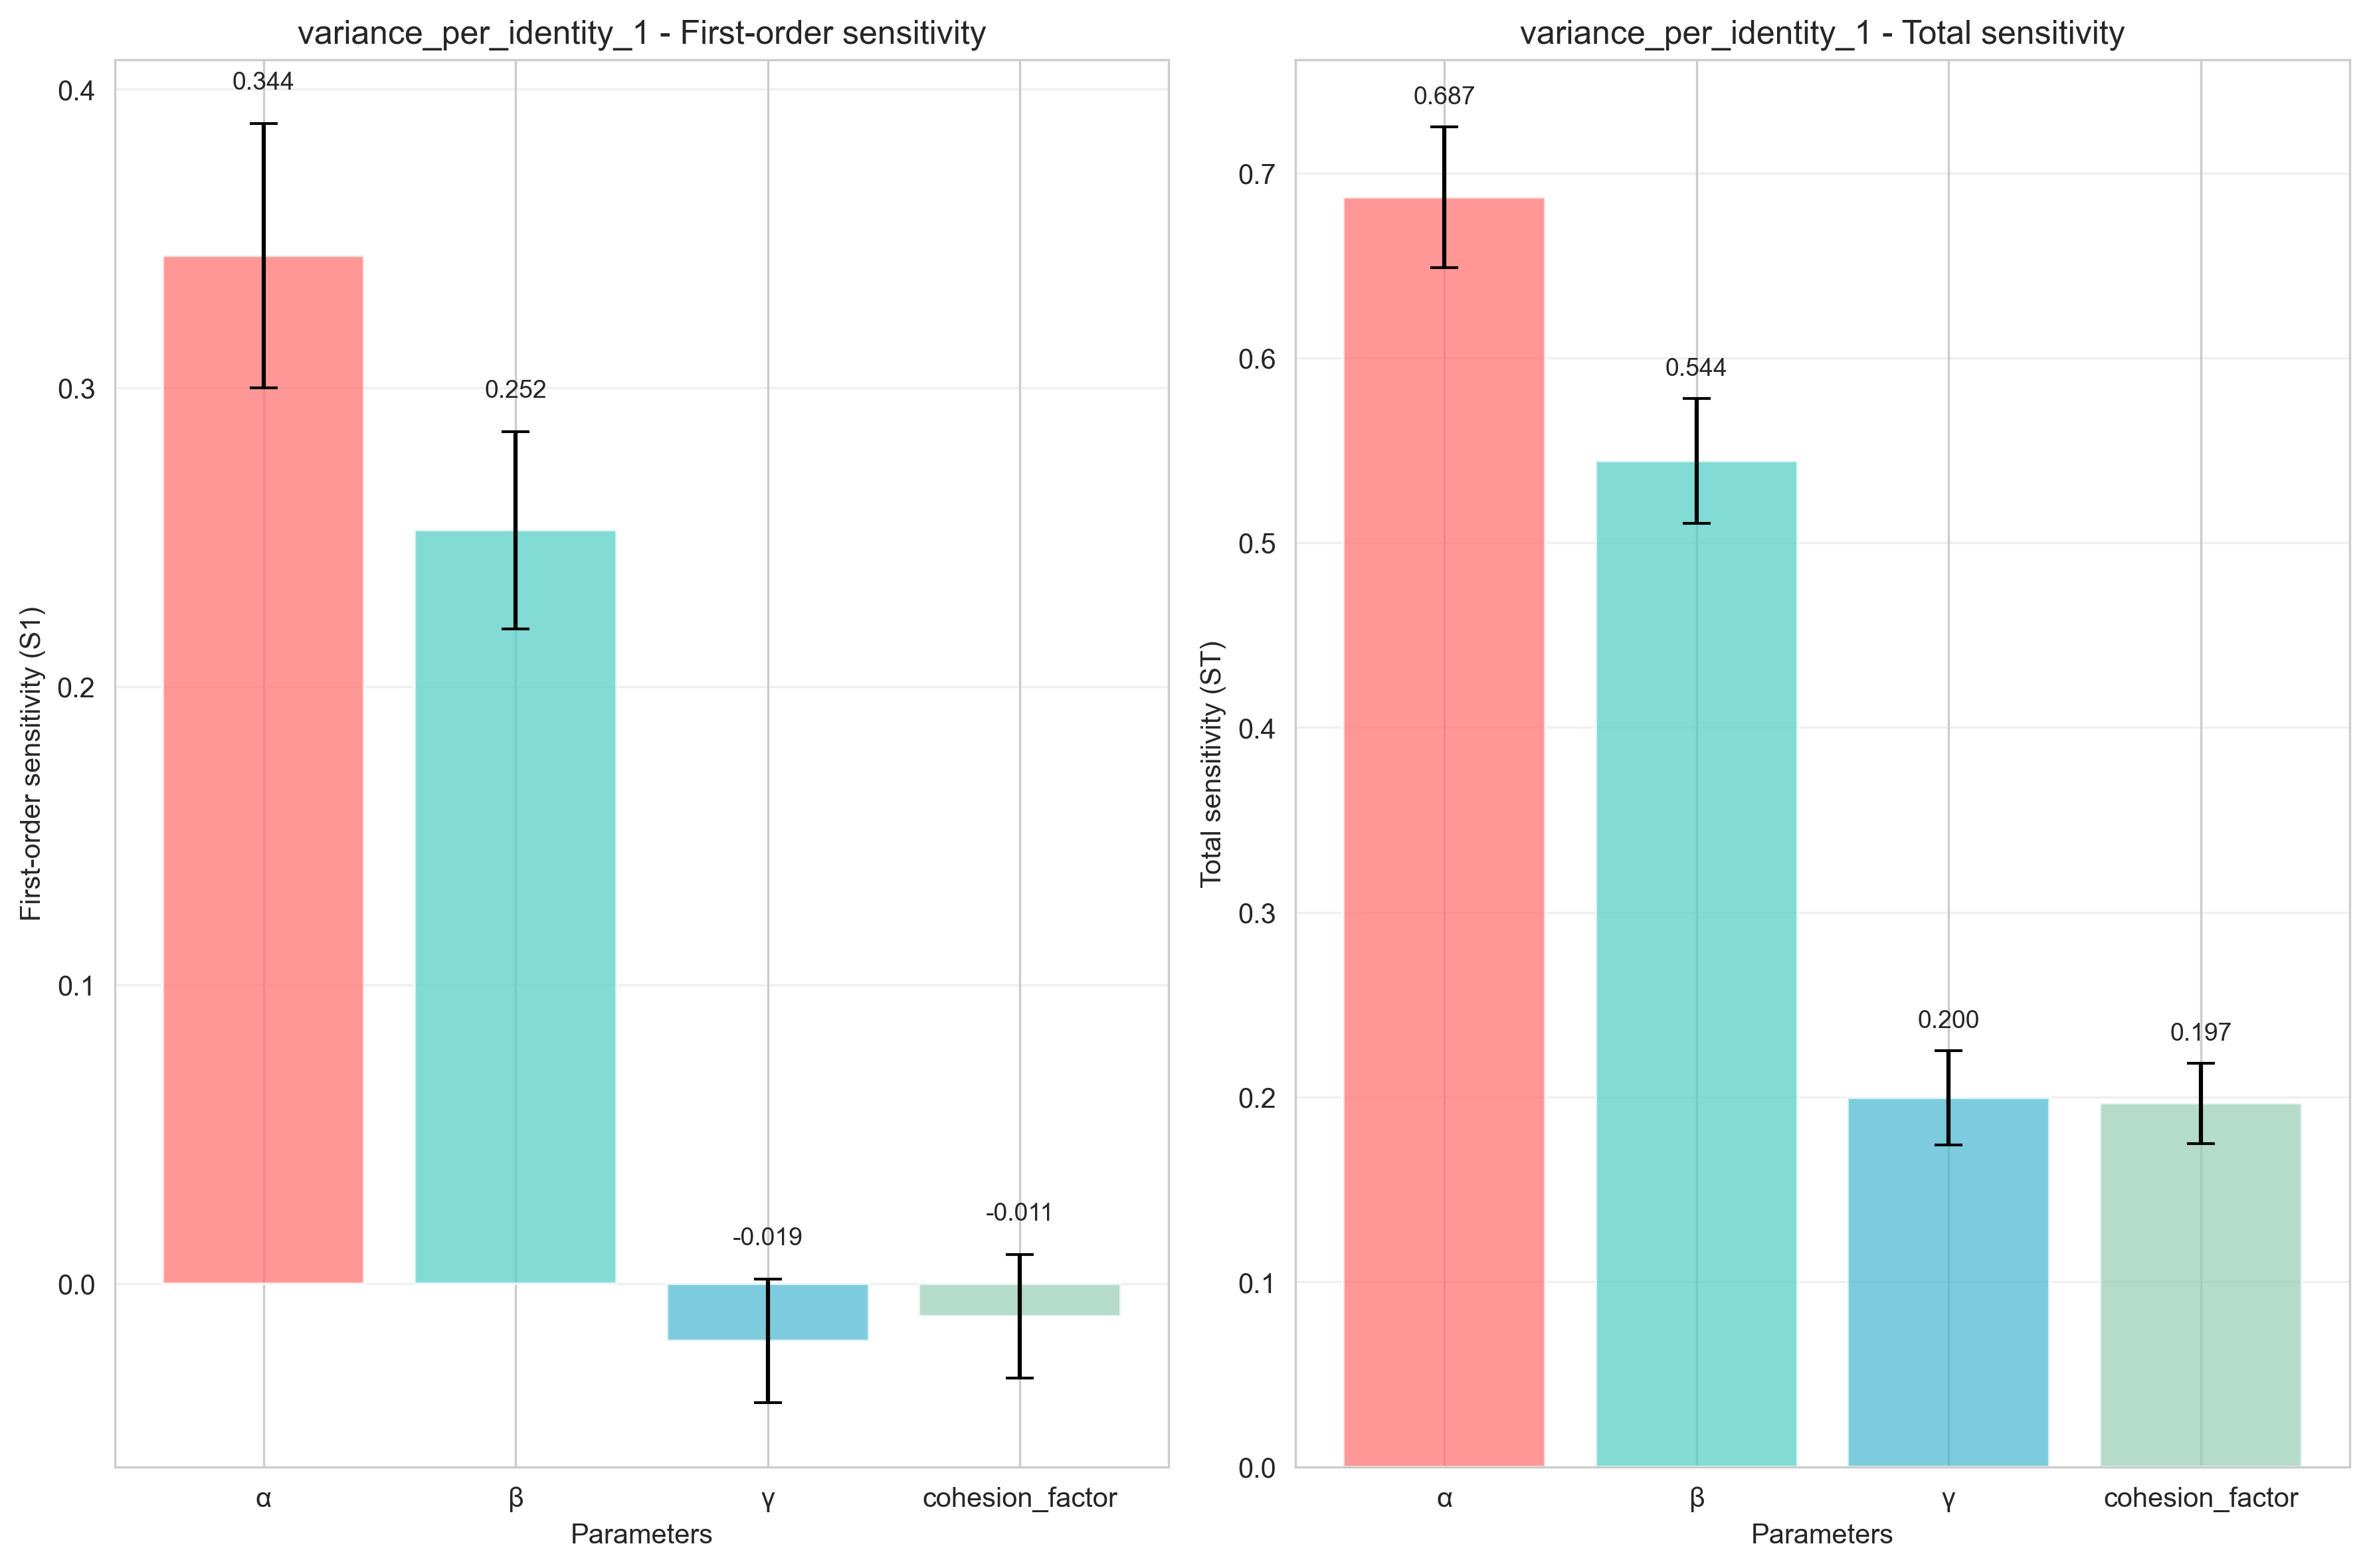 variance_per_identity_1 - First-order sensitivity
0.4
0.3
0.2
0.1
0.0
First-order sensitivity (S1)
0.344
0.252
-0.019
-0.011
α β γ cohesion_factor
Parameters
variance_per_identity_1 - Total sensitivity
0.7
0.6
0.5
0.4
0.3
0.2
0.1
0.0
Total sensitivity (ST)
0.687
0.544
0.200
0.197
α β γ cohesion_factor
Parameters